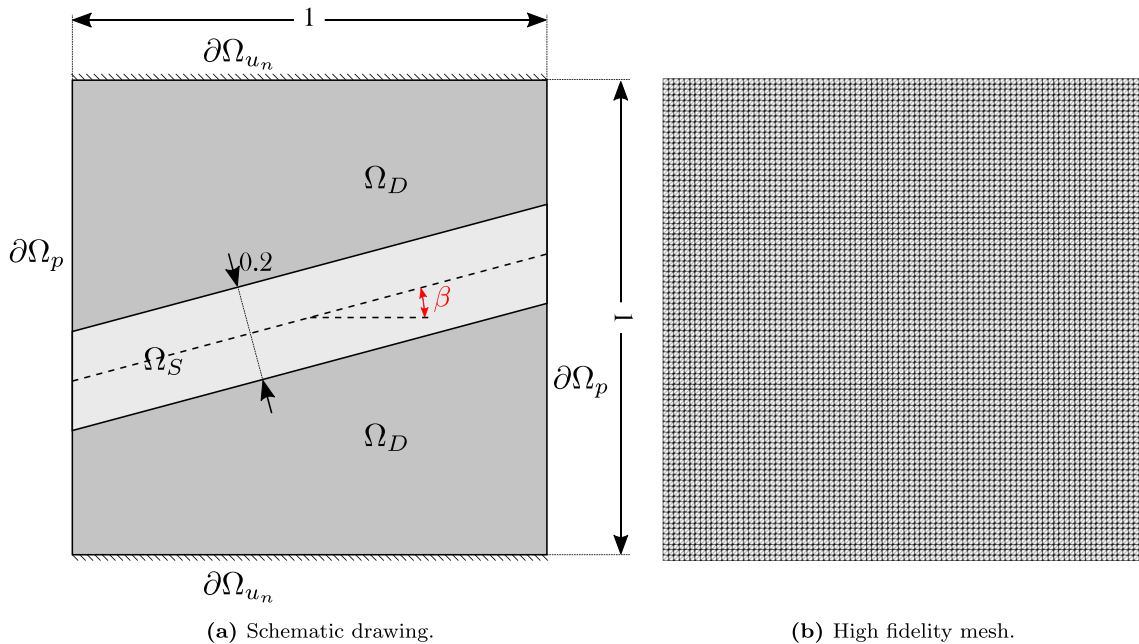 1
∂Ω_{u_n}
Ω_D
∂Ω_p
0.2
β
Ω_S
1
∂Ω_p
Ω_D
∂Ω_{u_n}
(a) Schematic drawing.
(b) High fidelity mesh.